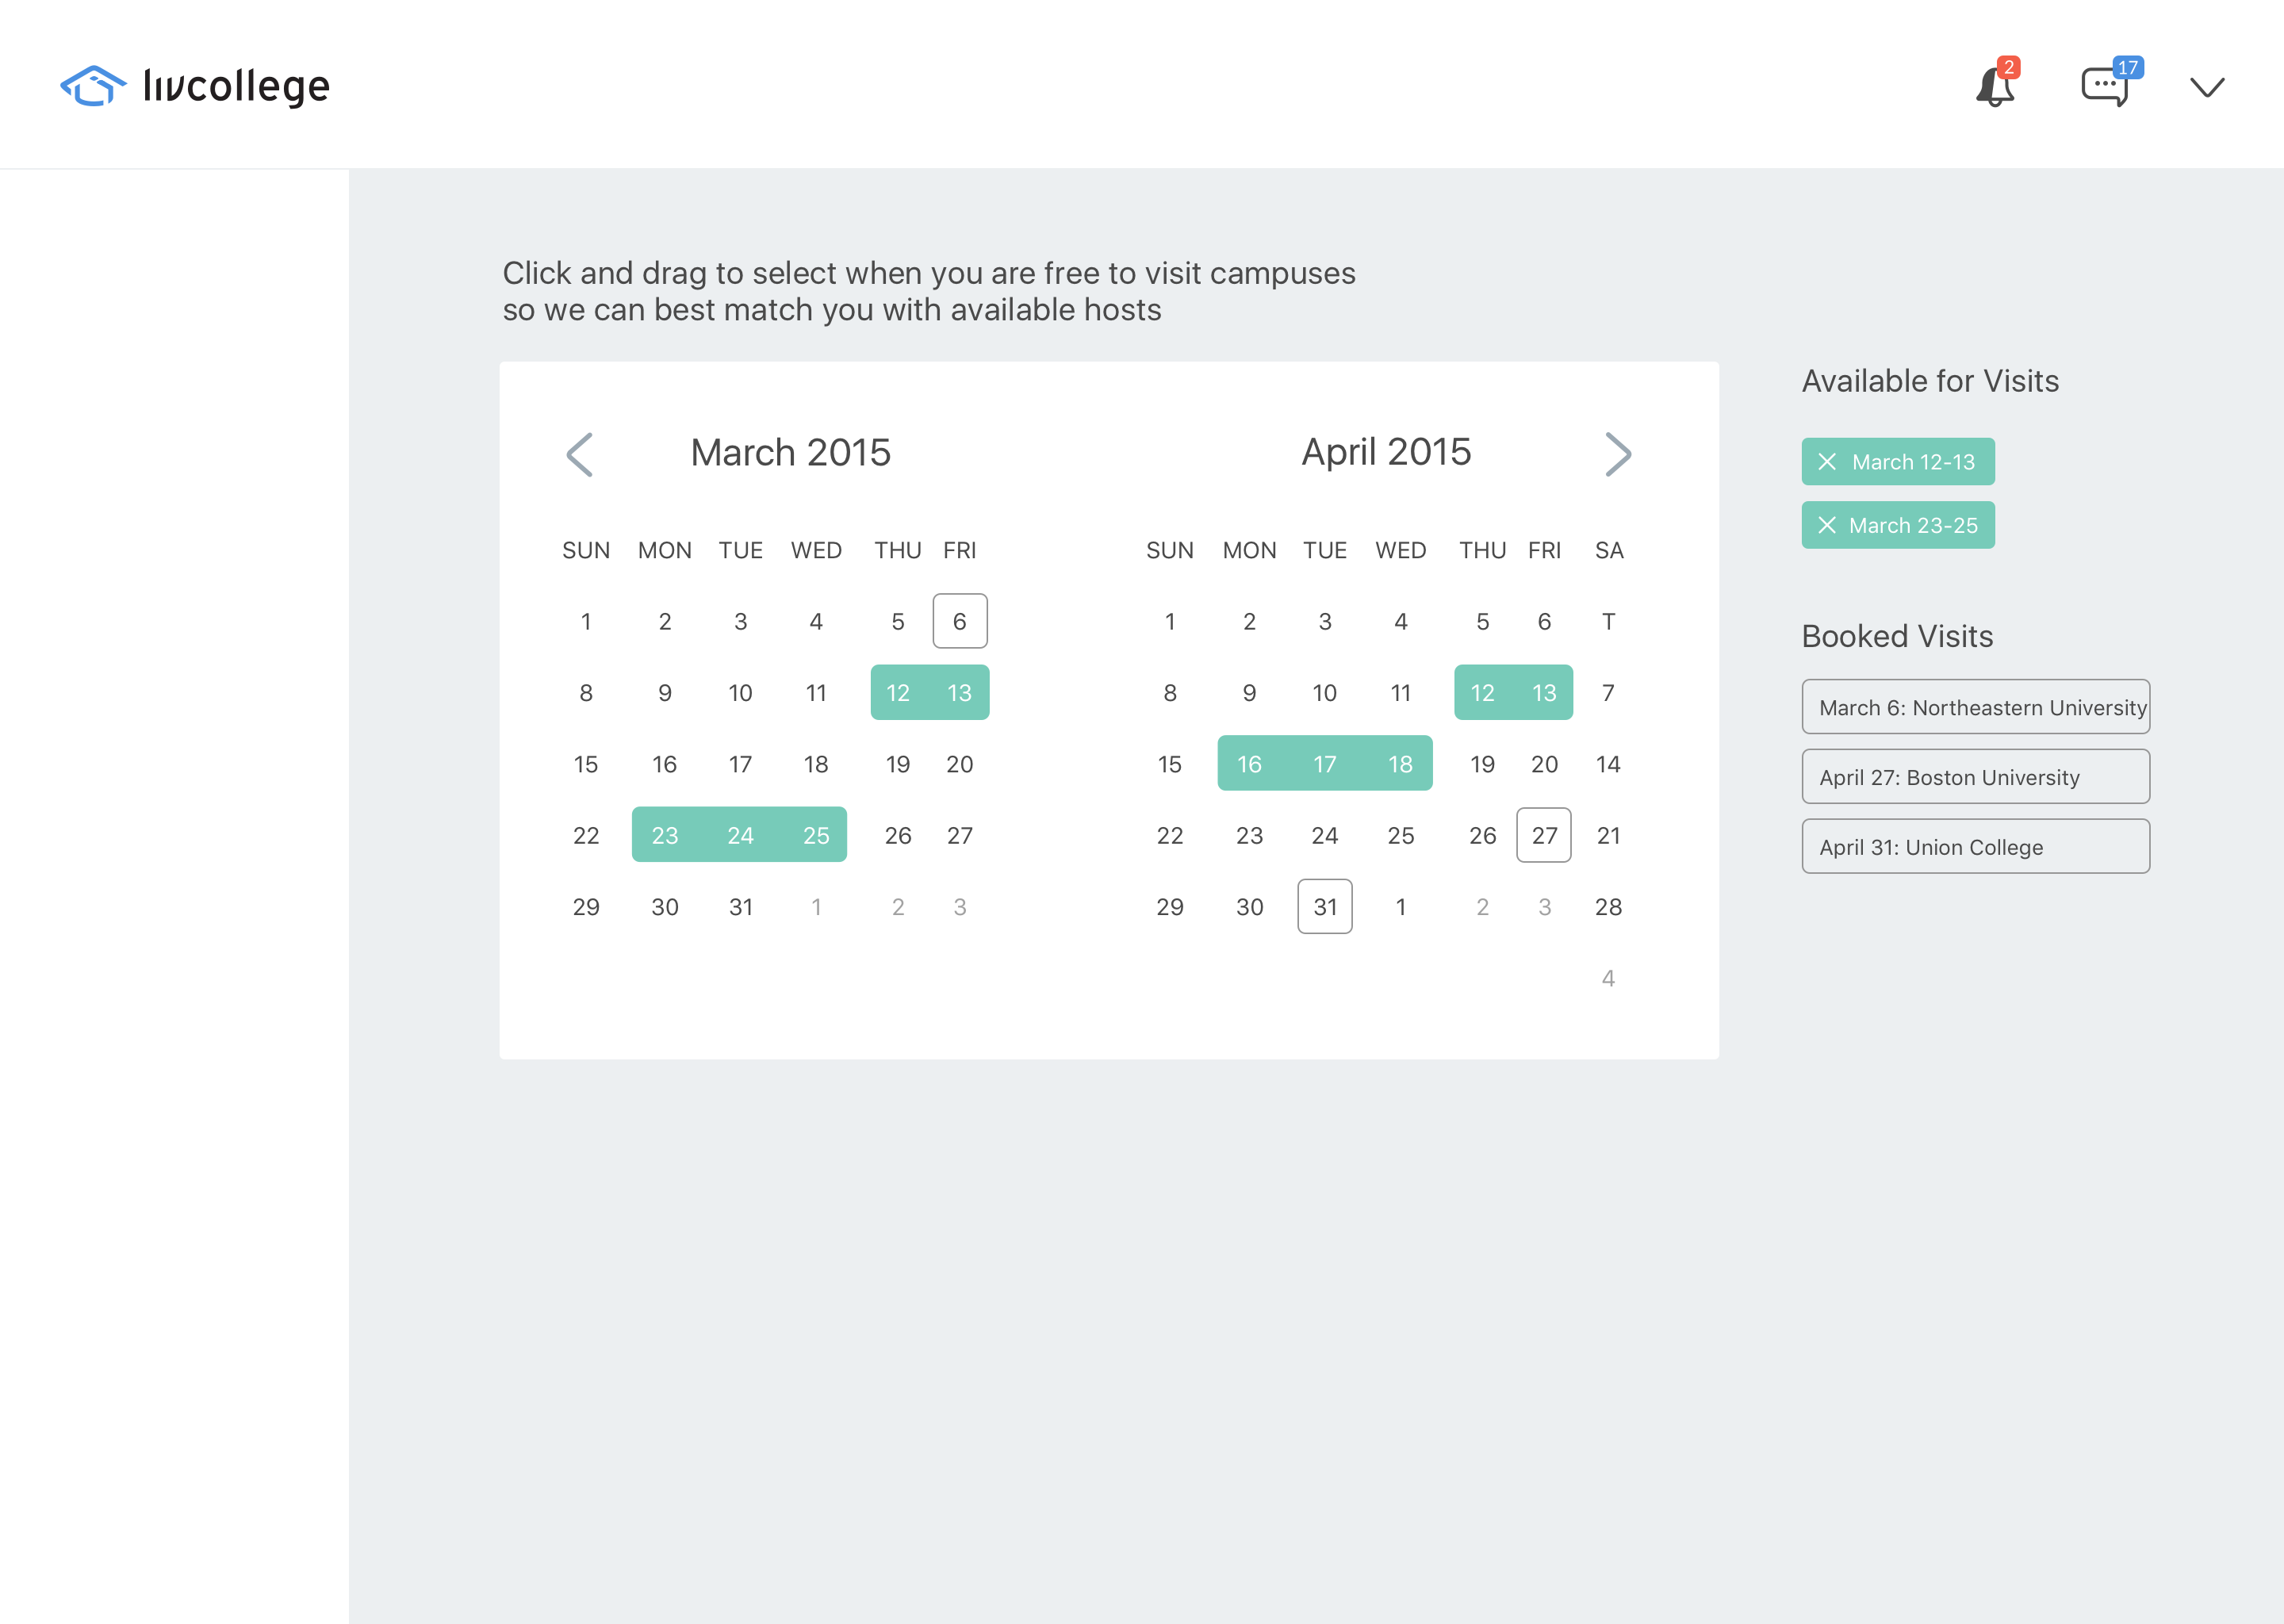 livcollege
2
17
Click and drag to select when you are free to visit campuses
so we can best match you with available hosts
March 2015
SUN MON TUE WED THU FRI
1 2 3 4 5 6
8 9 10 11 12 13
15 16 17 18 19 20
22 23 24 25 26 27
29 30 31 1 2 3
April 2015
SUN MON TUE WED THU FRI SA
1 2 3 4 5 6 T
8 9 10 11 12 13 7
15 16 17 18 19 20 14
22 23 24 25 26 27 21
29 30 31 1 2 3 28
4
Available for Visits
March 12-13
March 23-25
Booked Visits
March 6: Northeastern University
April 27: Boston University
April 31: Union College